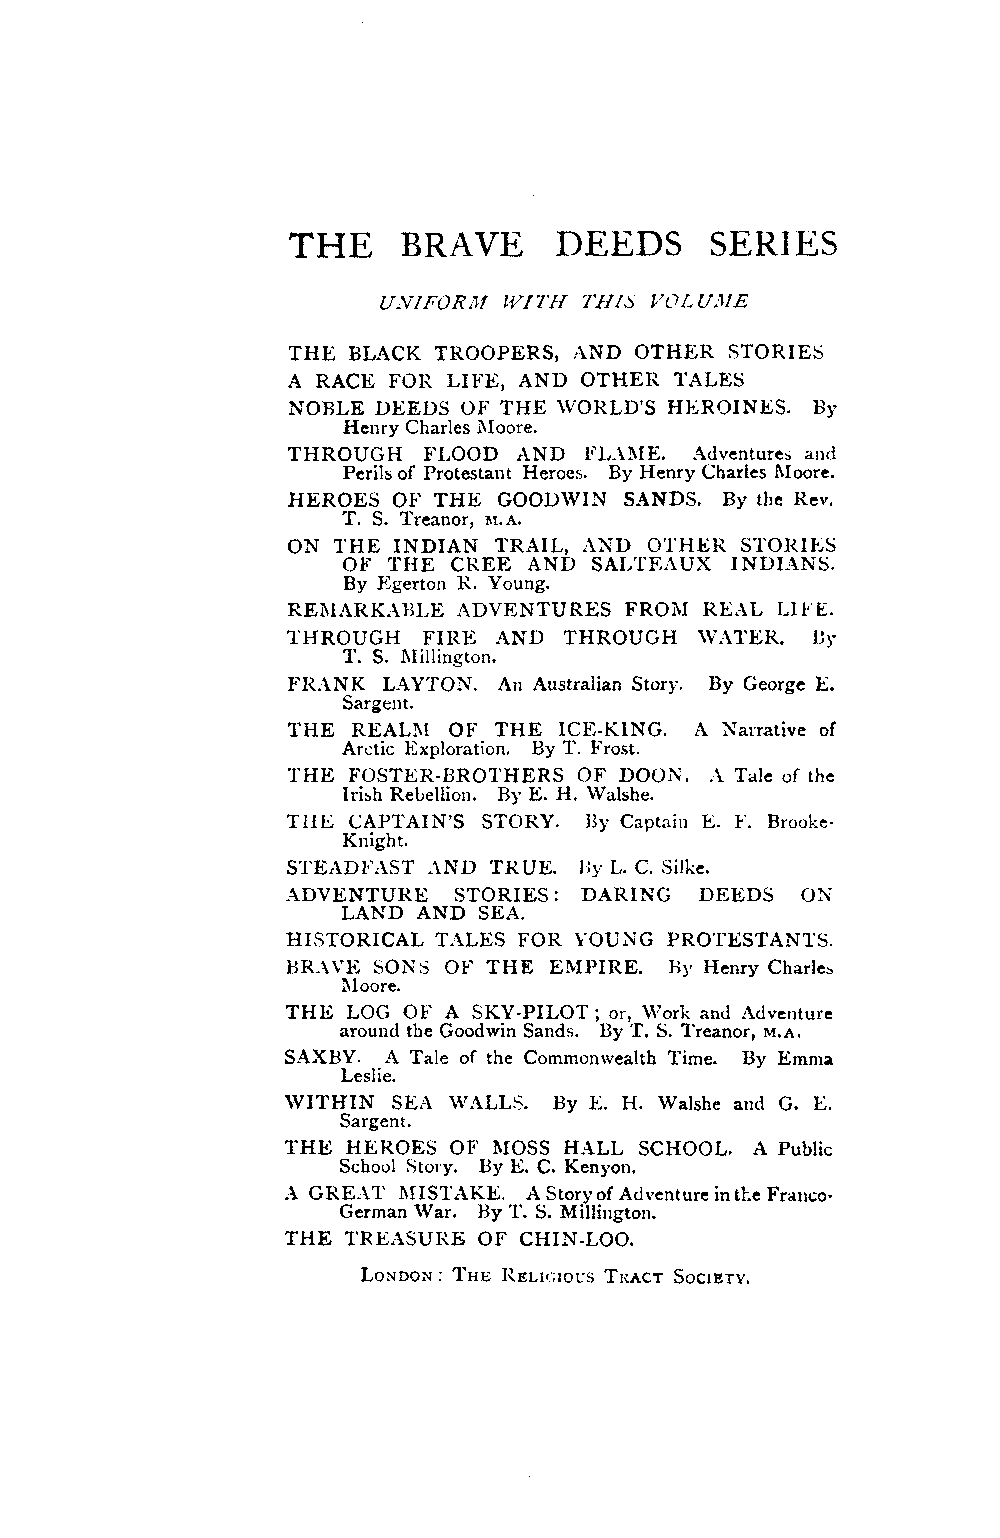 THE BRAVE DEEDS SERIES
UNIFORM WITH THIS VOLUME
THE BLACK TROOPERS, AND OTHER STORIES
A RACE FOR LIFE, AND OTHER TALES
NOBLE DEEDS OF THE WORLD'S HEROINES. By
Henry Charles Moore.
THROUGH FLOOD AND FLAME. Adventures and
Perils of Protestant Heroes. By Henry Charles Moore.
HEROES OF THE GOODWIN SANDS. By the Rev.
T. S. Treanor, M.A.
ON THE INDIAN TRAIL, AND OTHER STORIES
OF THE CREE AND SALTEAUX INDIANS.
By Egerton R. Young.
REMARKABLE ADVENTURES FROM REAL LIFE.
THROUGH FIRE AND THROUGH WATER. By
T. S. Millington.
FRANK LAYTON. An Australian Story. By George E.
Sargent.
THE REALM OF THE ICE-KING. A Narrative of
Arctic Exploration. By T. Frost.
THE FOSTER-BROTHERS OF DOON. A Tale of the
Irish Rebellion. By E. H. Walshe.
THE CAPTAIN'S STORY. By Captain E. F. Brooke-
Knight.
STEADFAST AND TRUE. By L. C. Silke.
ADVENTURE STORIES: DARING DEEDS ON
LAND AND SEA.
HISTORICAL TALES FOR YOUNG PROTESTANTS.
BRAVE SONS OF THE EMPIRE. By Henry Charles
Moore.
THE LOG OF A SKY-PILOT; or, Work and Adventure
around the Goodwin Sands. By T. S. Treanor, M.A.
SAXBY. A Tale of the Commonwealth Time. By Emma
Leslie.
WITHIN SEA WALLS. By E. H. Walshe and G. E.
Sargent.
THE HEROES OF MOSS HALL SCHOOL. A Public
School Story. By E. C. Kenyon.
A GREAT MISTAKE. A Story of Adventure in the Franco-
German War. By T. S. Millington.
THE TREASURE OF CHIN-LOO.
LONDON: THE RELIGIOUS TRACT SOCIETY.